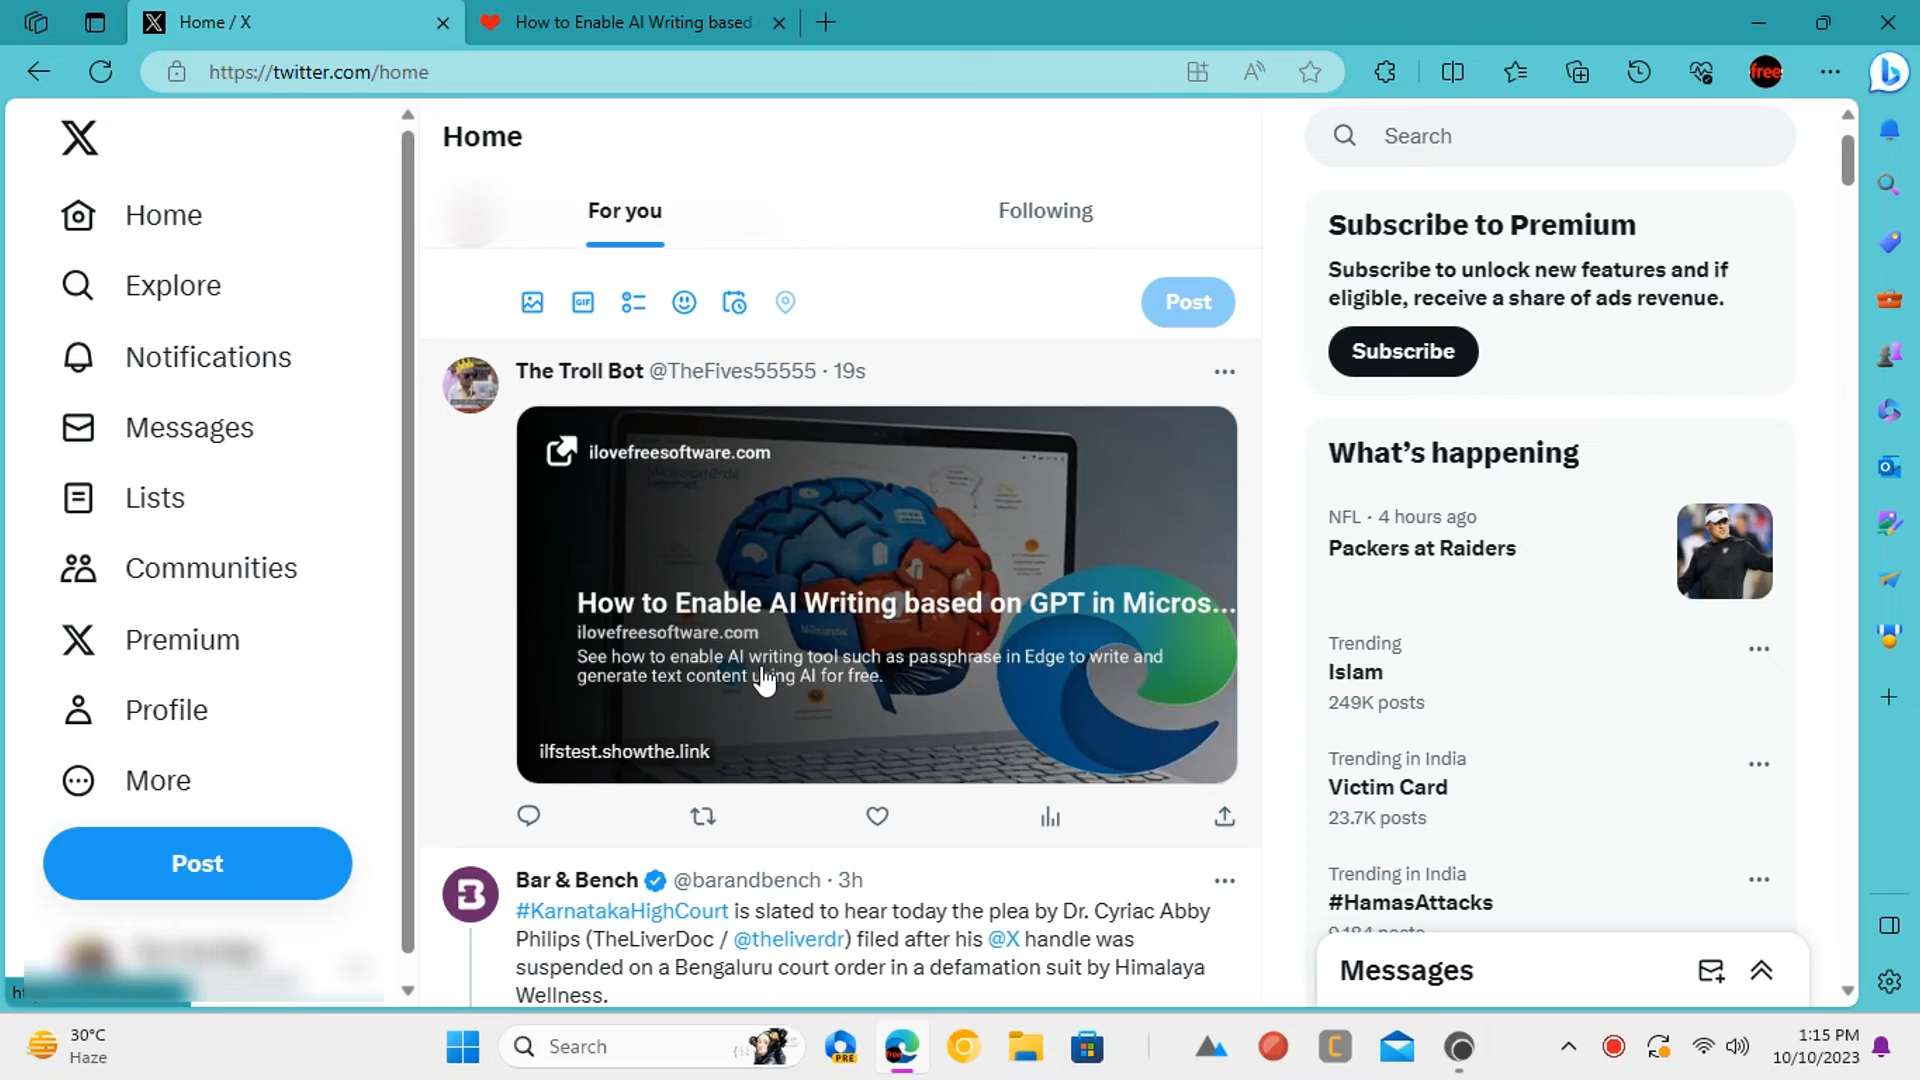 Home / X
How to Enable AI Writing based
https://twitter.com/home
free
Home
For you
Following
Post
Home
Explore
Notifications
Messages
Lists
Communities
Premium
Profile
More
Post
The Troll Bot @TheFives55555 · 19s
ilovefreesoftware.com
How to Enable AI Writing based on GPT in Micros...
ilovefreesoftware.com
See how to enable AI writing tool such as passphrase in Edge to write and
generate text content using AI for free.
ilfstest.showthe.link
Bar & Bench @barandbench · 3h
#KarnatakaHighCourt is slated to hear today the plea by Dr. Cyriac Abby
Philips (TheLiverDoc / @theliverdr) filed after his @X handle was
suspended on a Bengaluru court order in a defamation suit by Himalaya
Wellness.
Search
Subscribe to Premium
Subscribe to unlock new features and if
eligible, receive a share of ads revenue.
Subscribe
What's happening
NFL · 4 hours ago
Packers at Raiders
Trending
Islam
249K posts
Trending in India
Victim Card
23.7K posts
Trending in India
#HamasAttacks
Messages
30°C
Haze
Search
PRE
1:15 PM
10/10/2023